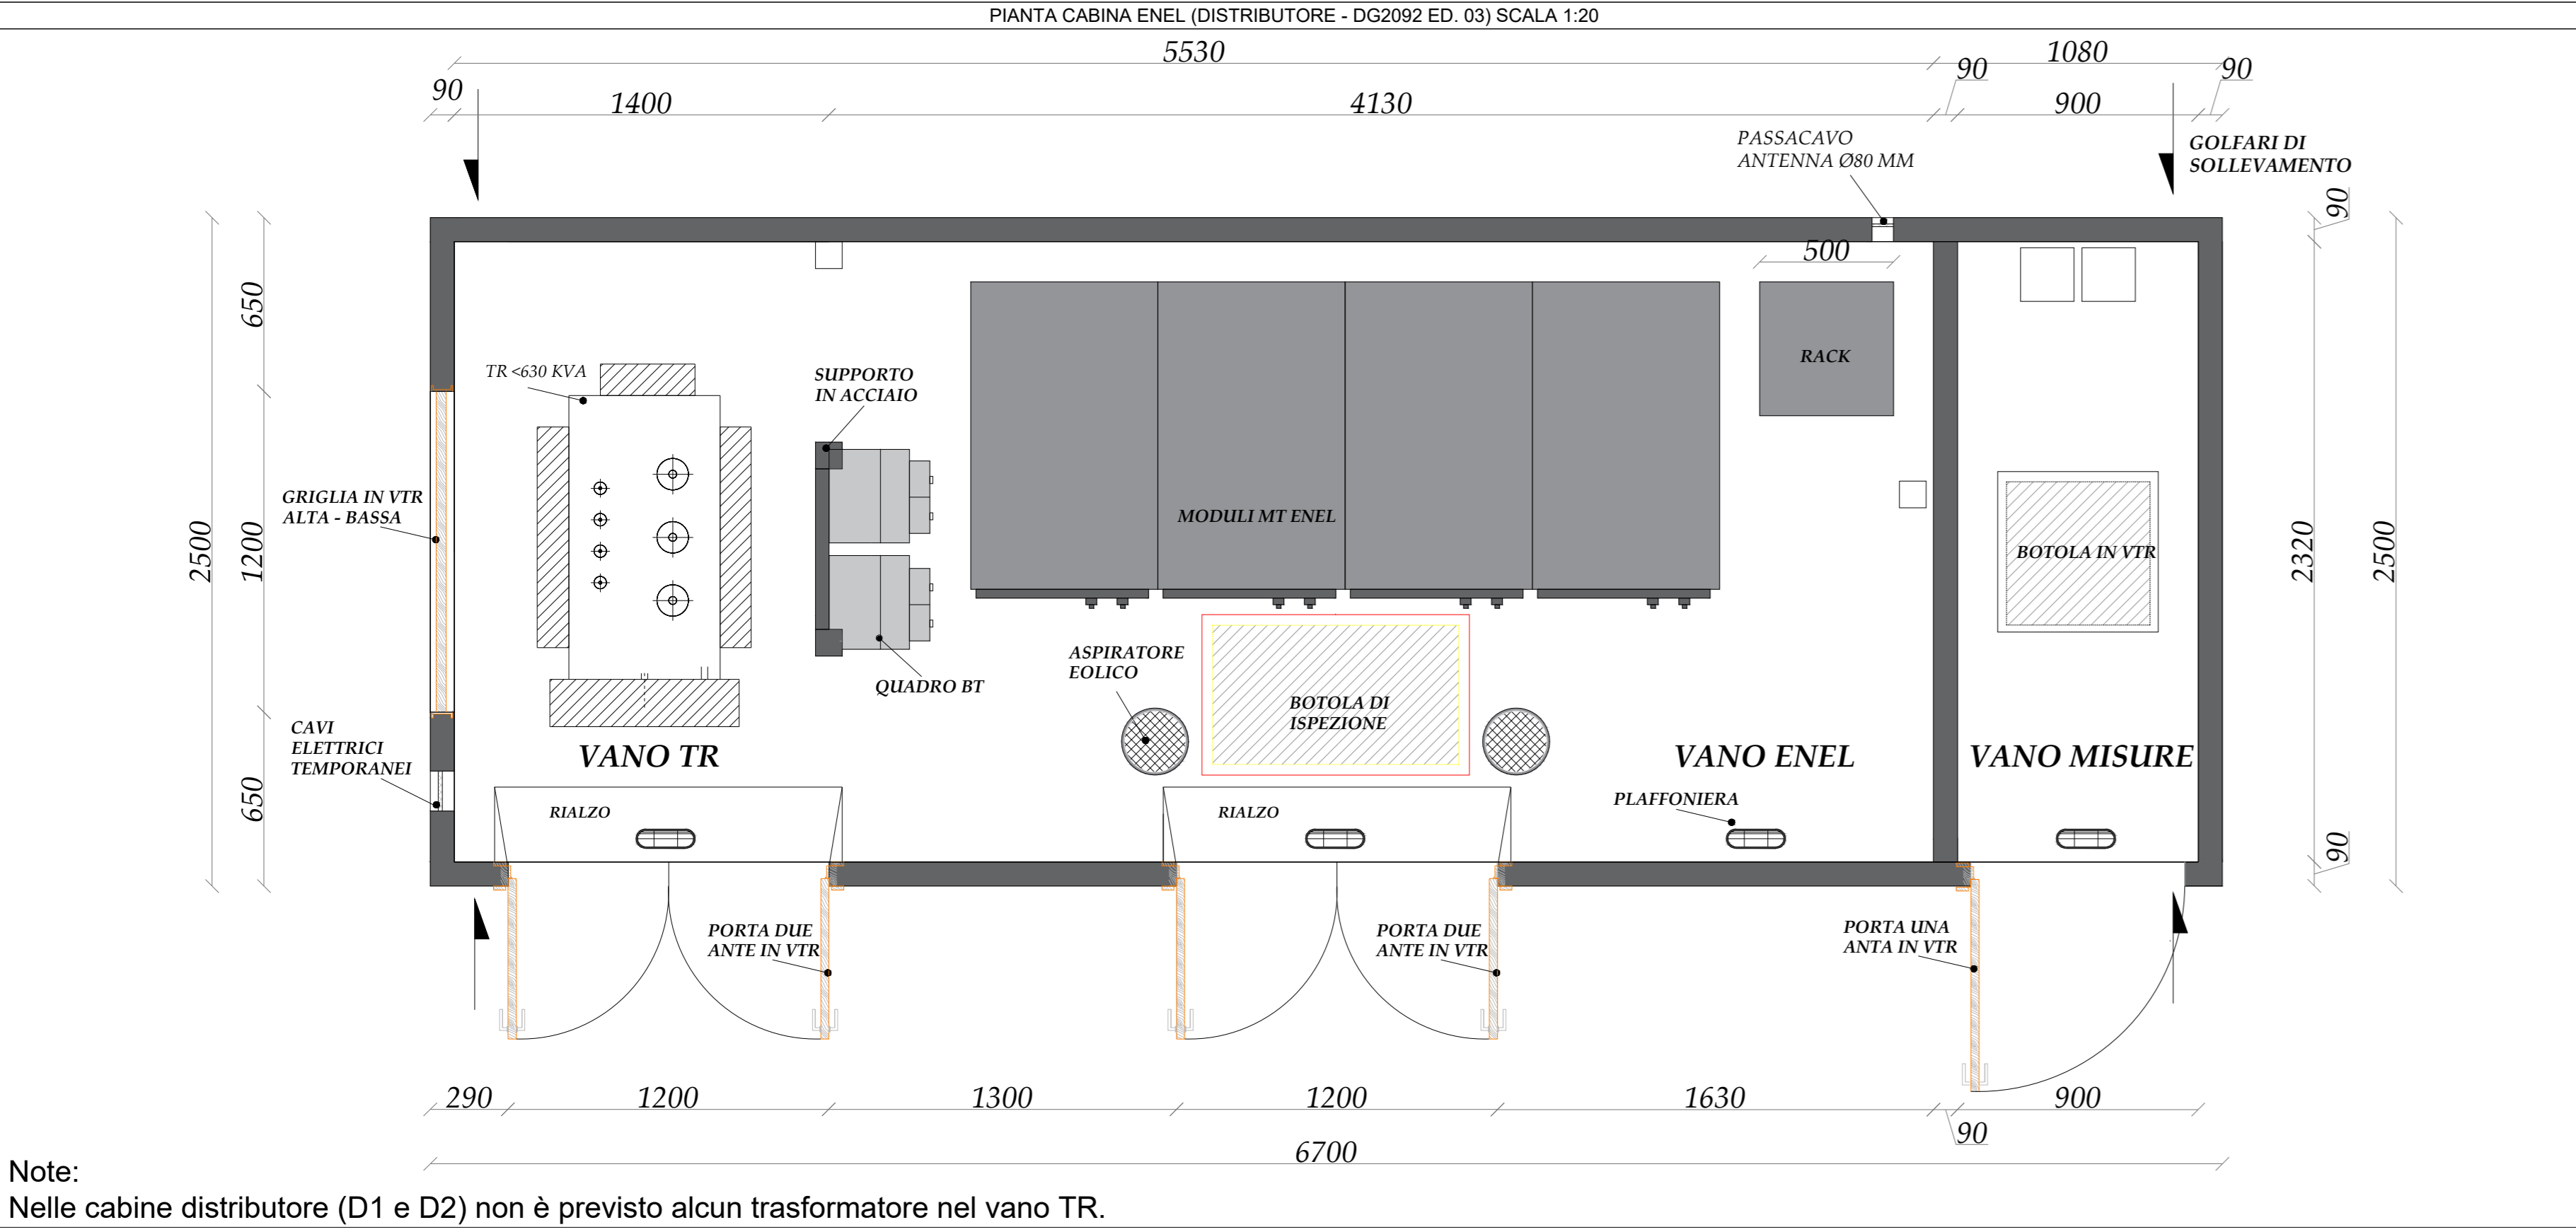 PIANTA CABINA ENEL (DISTRIBUTORE - DG2092 ED. 03) SCALA 1:20
5530
1080
90
1400
4130
90
900
90
PASSACAVO
ANTENNA Ø80 MM
GOLFARI DI
SOLLEVAMENTO
90
500
650
TR <630 KVA
SUPPORTO
IN ACCIAIO
RACK
GRIGLIA IN VTR
ALTA - BASSA
MODULI MT ENEL
BOTOLA IN VTR
2500
1200
2320
2500
ASPIRATORE
EOLICO
QUADRO BT
BOTOLA DI
ISPEZIONE
CAVI
ELETTRICI
TEMPORANEI
VANO TR
VANO ENEL
VANO MISURE
650
RIALZO
RIALZO
PLAFFONIERA
90
PORTA DUE
ANTE IN VTR
PORTA DUE
ANTE IN VTR
PORTA UNA
ANTA IN VTR
290
1200
1300
1200
1630
900
90
6700
Note:
Nelle cabine distributore (D1 e D2) non è previsto alcun trasformatore nel vano TR.